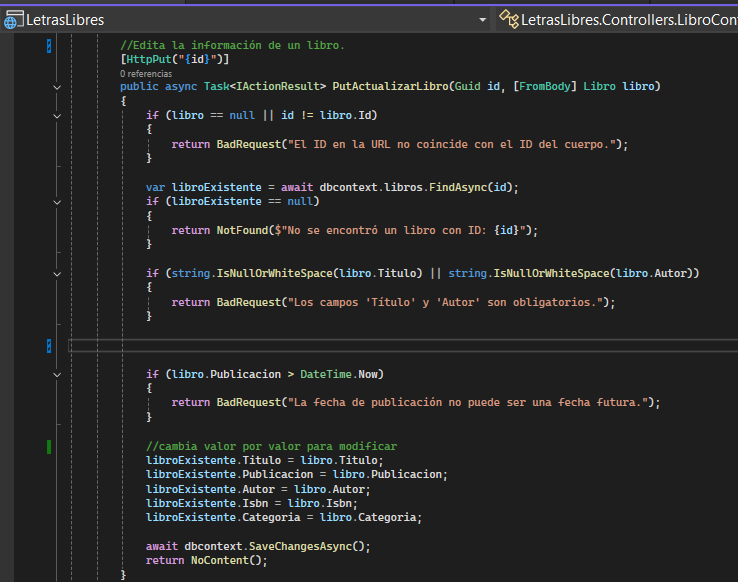 LetrasLibres
LetrasLibres.Controllers.LibroCon
//Edita la información de un libro.
[HttpPut("{id}")]
0 referencias
public async Task<IActionResult> PutActualizarLibro(Guid id, [FromBody] Libro libro)
{
if (libro == null || id != libro.Id)
{
return BadRequest("El ID en la URL no coincide con el ID del cuerpo.");
}
var libroExistente = await dbcontext.libros.FindAsync(id);
if (libroExistente == null)
{
return NotFound($"No se encontró un libro con ID: {id}");
}
if (string.IsNullOrWhiteSpace(libro.Titulo) || string.IsNullOrWhiteSpace(libro.Autor))
{
return BadRequest("Los campos 'Titulo' y 'Autor' son obligatorios.");
}
if (libro.Publicacion > DateTime.Now)
{
return BadRequest("La fecha de publicación no puede ser una fecha futura.");
}
//cambia valor por valor para modificar
libroExistente.Titulo = libro.Titulo;
libroExistente.Publicacion = libro.Publicacion;
libroExistente.Autor = libro.Autor;
libroExistente.Isbn = libro.Isbn;
libroExistente.Categoria = libro.Categoria;
await dbcontext.SaveChangesAsync();
return NoContent();
}